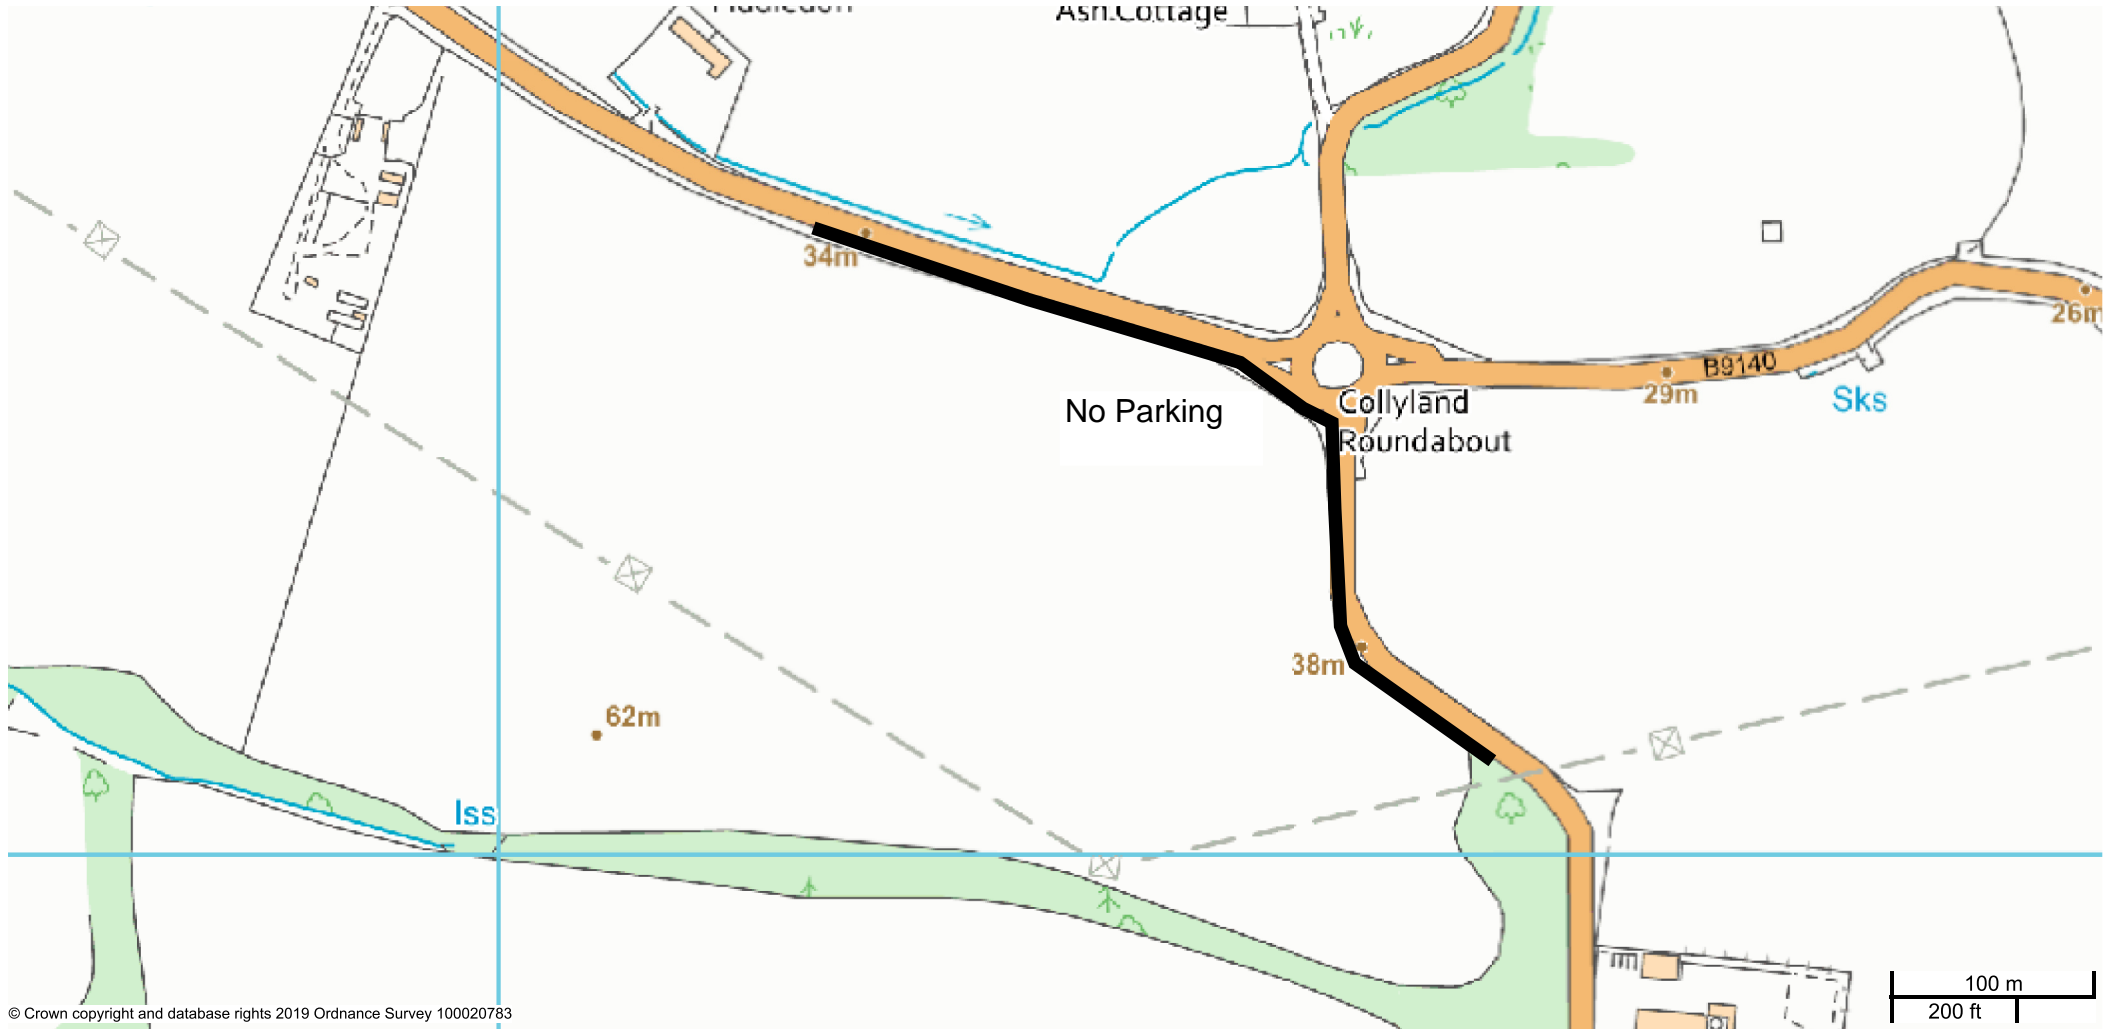 Ash Cottage
34m
26m
B9140
29m
Sks
No Parking
Collyland
Roundabout
38m
62m
Iss
100 m
200 ft
© Crown copyright and database rights 2019 Ordnance Survey 100020783